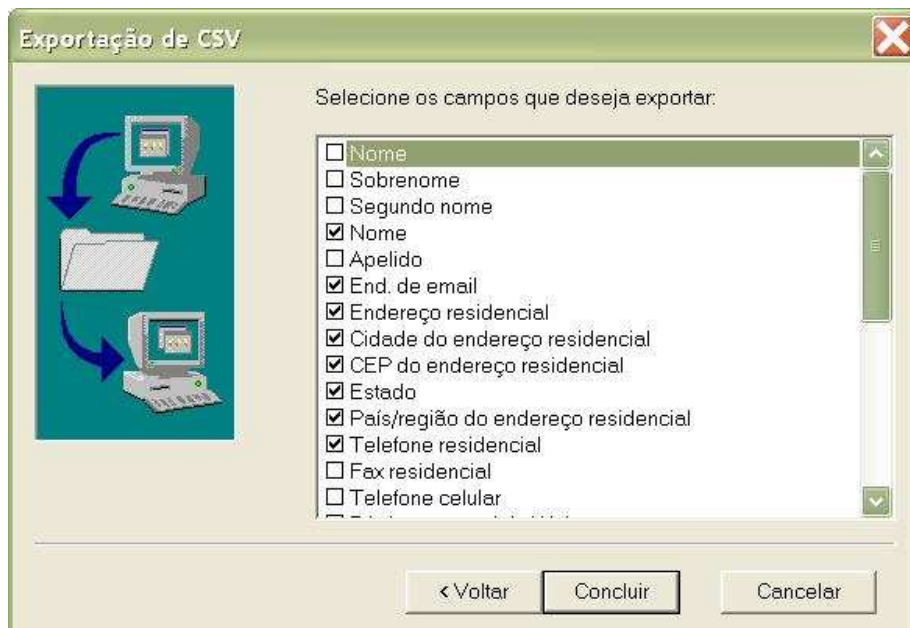 Exportação de CSV
Selecione os campos que deseja exportar:
Nome
Sobrenome
Segundo nome
Nome
Apelido
End. de email
Endereço residencial
Cidade do endereço residencial
CEP do endereço residencial
Estado
País/região do endereço residencial
Telefone residencial
Fax residencial
Telefone celular
< Voltar
Concluir
Cancelar